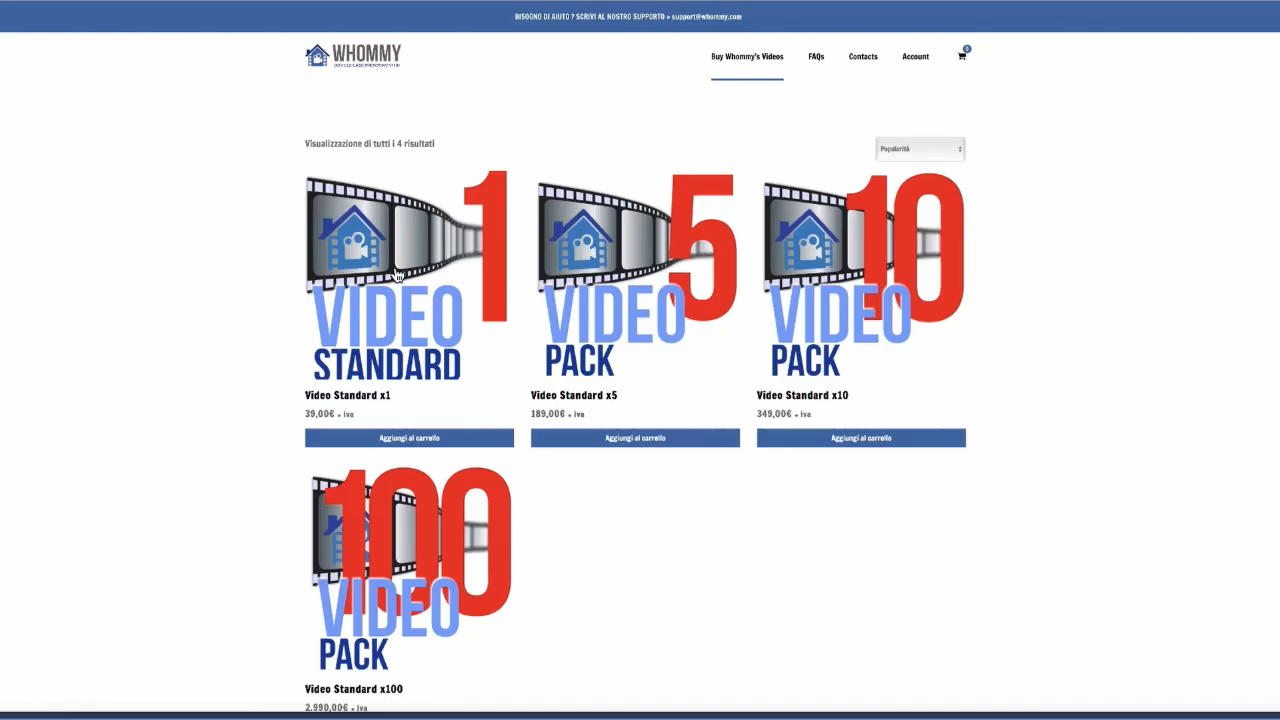 BISOGNO DI AIUTO ? SCRIVI AL NOSTRO SUPPORTO > support@whommy.com
WHOMMY
Buy Whommy's Videos
FAQs
Contacts
Account
0
Visualizzazione di tutti i 4 risultati
Popolarità
1
VIDEO
STANDARD
5
VIDEO
PACK
10
VIDEO
PACK
Video Standard x1
Video Standard x5
Video Standard x10
39,00€ + iva
189,00€ + iva
349,00€ + iva
Aggiungi al carrello
Aggiungi al carrello
Aggiungi al carrello
100
VIDEO
PACK
Video Standard x100
2.990,00€ + iva